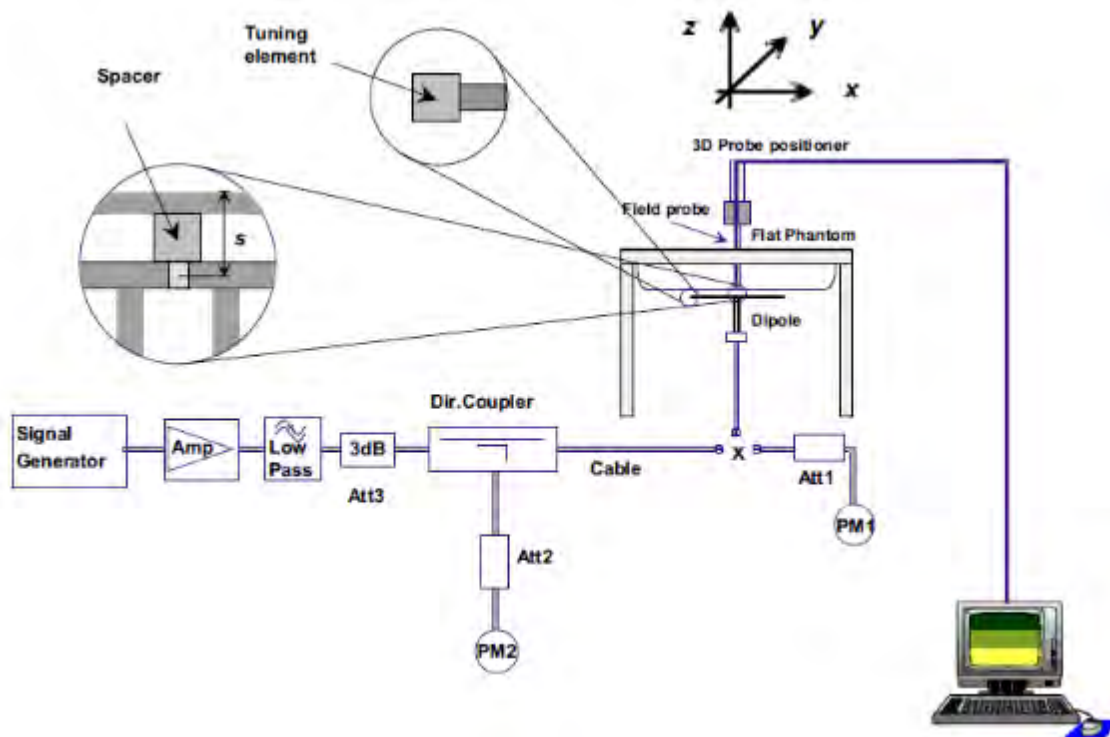 Tuning
element
Spacer
z
y
x
3D Probe positioner
Field probe
Flat Phantom
s
Dipole
Dir.Coupler
Signal
Generator
Amp
Low
Pass
3dB
Att3
Cable
X
Att1
PM1
Att2
PM2